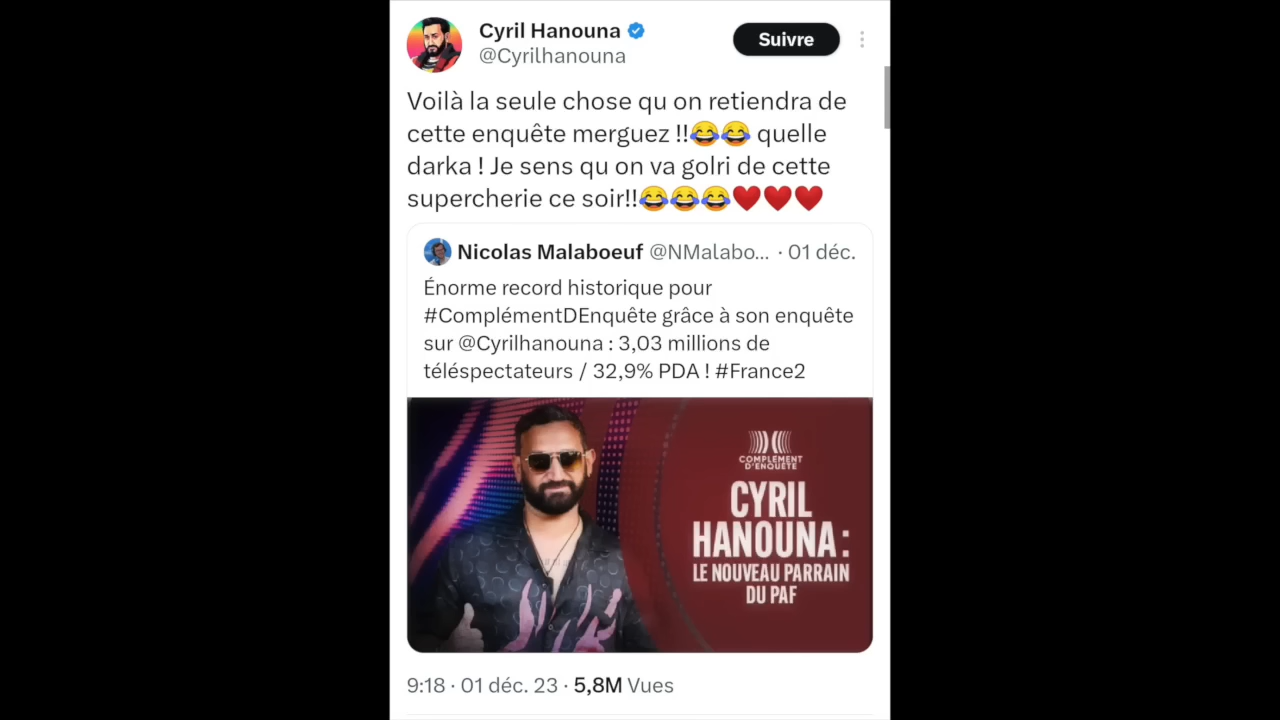 Cyril Hanouna
@Cyrilhanouna
Suivre
Voilà la seule chose qu on retiendra de
cette enquête merguez !!😂😂 quelle
darka ! Je sens qu on va golri de cette
supercherie ce soir!!😂😂😂❤️❤️❤️
Nicolas Malaboeuf @NMalabo... · 01 déc.
Énorme record historique pour
#ComplémentDEnquête grâce à son enquête
sur @Cyrilhanouna : 3,03 millions de
téléspectateurs / 32,9% PDA ! #France2
COMPLÉMENT
D'ENQUÊTE
CYRIL
HANOUNA :
LE NOUVEAU PARRAIN
DU PAF
9:18 · 01 déc. 23 · 5,8M Vues